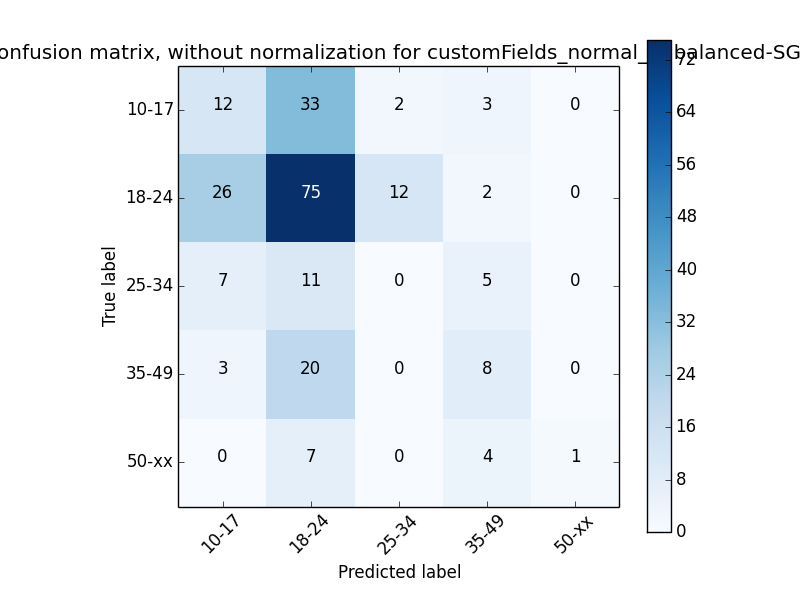 onfusion matrix, without normalization for customFields_normal_ balanced-SG
10-17 12 33 2 3 0
18-24 26 75 12 2 0
25-34 7 11 0 5 0
35-49 3 20 0 8 0
50-xx 0 7 0 4 1
True label
10-17 18-24 25-34 35-49 50-xx
Predicted label
72
64
56
48
40
32
24
16
8
0